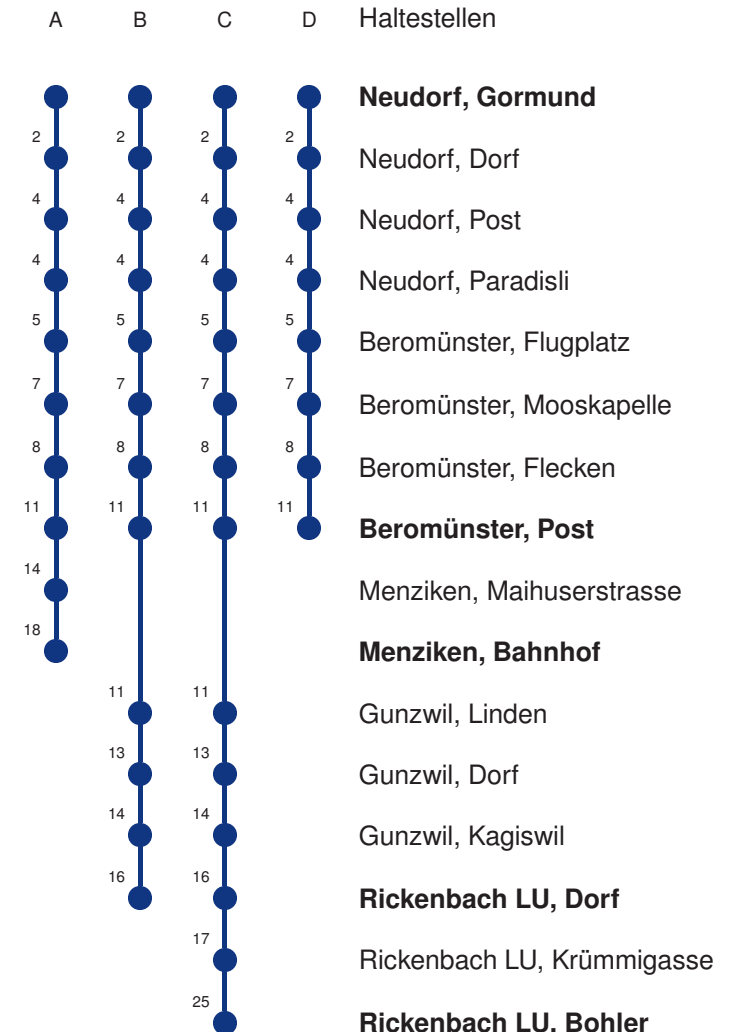 A B C D Haltestellen
Neudorf, Gormund
2 2 2 2 Neudorf, Dorf
4 4 4 4 Neudorf, Post
4 4 4 4 Neudorf, Paradisli
5 5 5 5 Beromünster, Flugplatz
7 7 7 7 Beromünster, Mooskapelle
8 8 8 8 Beromünster, Flecken
11 11 11 11 Beromünster, Post
14 Menziken, Maihuserstrasse
18 Menziken, Bahnhof
11 11 Gunzwil, Linden
13 13 Gunzwil, Dorf
14 14 Gunzwil, Kagiswil
16 16 Rickenbach LU, Dorf
17 Rickenbach LU, Krümmigasse
25 Rickenbach LU, Bohler